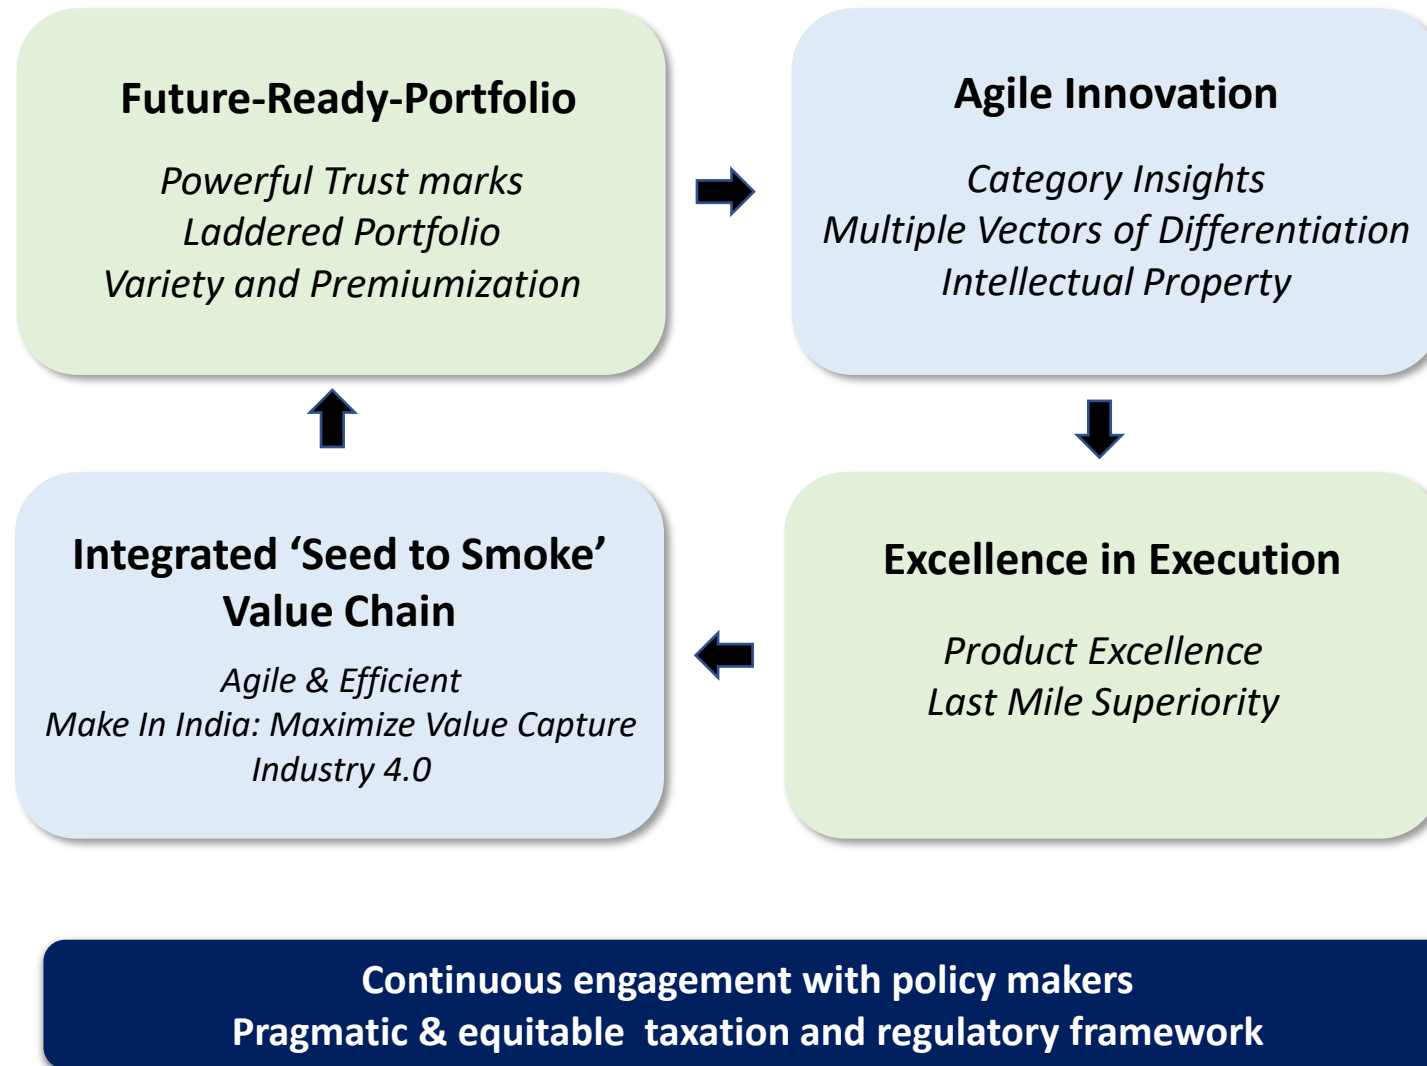 Future-Ready-Portfolio
Powerful Trust marks
Laddered Portfolio
Variety and Premiumization
Agile Innovation
Category Insights
Multiple Vectors of Differentiation
Intellectual Property
Integrated ‘Seed to Smoke’
Value Chain
Agile & Efficient
Make In India: Maximize Value Capture
Industry 4.0
Excellence in Execution
Product Excellence
Last Mile Superiority
Continuous engagement with policy makers
Pragmatic & equitable  taxation and regulatory framework